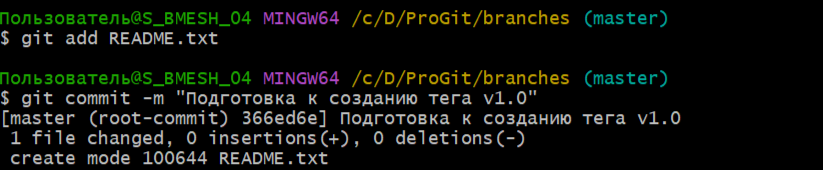 Пользователь@S_BMESH_04 MINGW64 /c/D/ProGit/branches (master)
$ git add README.txt
Пользователь@S_BMESH_04 MINGW64 /c/D/ProGit/branches (master)
$ git commit -m "Подготовка к созданию тега v1.0"
[master (root-commit) 366ed6e] Подготовка к созданию тега v1.0
 1 file changed, 0 insertions(+), 0 deletions(-)
 create mode 100644 README.txt